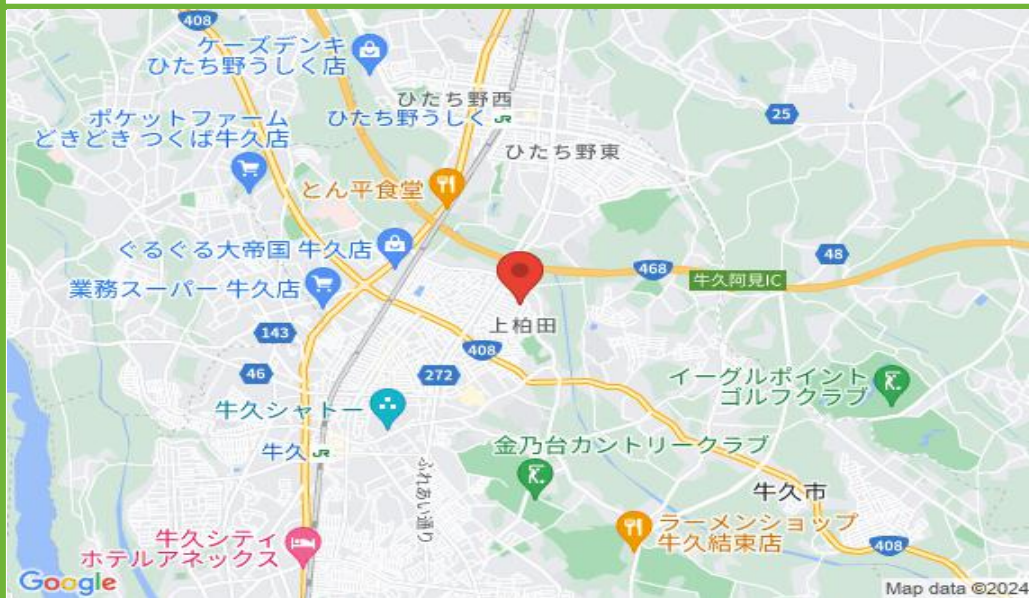 408
ケーズデンキ
ひたち野うしく店
ひたち野西
ポケットファーム
どきどき つくば牛久店
ひたち野うしく JR
25
ひたち野東
とん平食堂
ぐるぐる大帝国 牛久店
48
468
牛久阿見IC
業務スーパー 牛久店
上柏田
143
408
46
272
イーグルポイント
ゴルフクラブ
牛久シャトー
金乃台カントリークラブ
牛久 JR
ふれあい通り
牛久市
ラーメンショップ
牛久結束店
牛久シティ
ホテルアネックス
408
Google
Map data ©2024